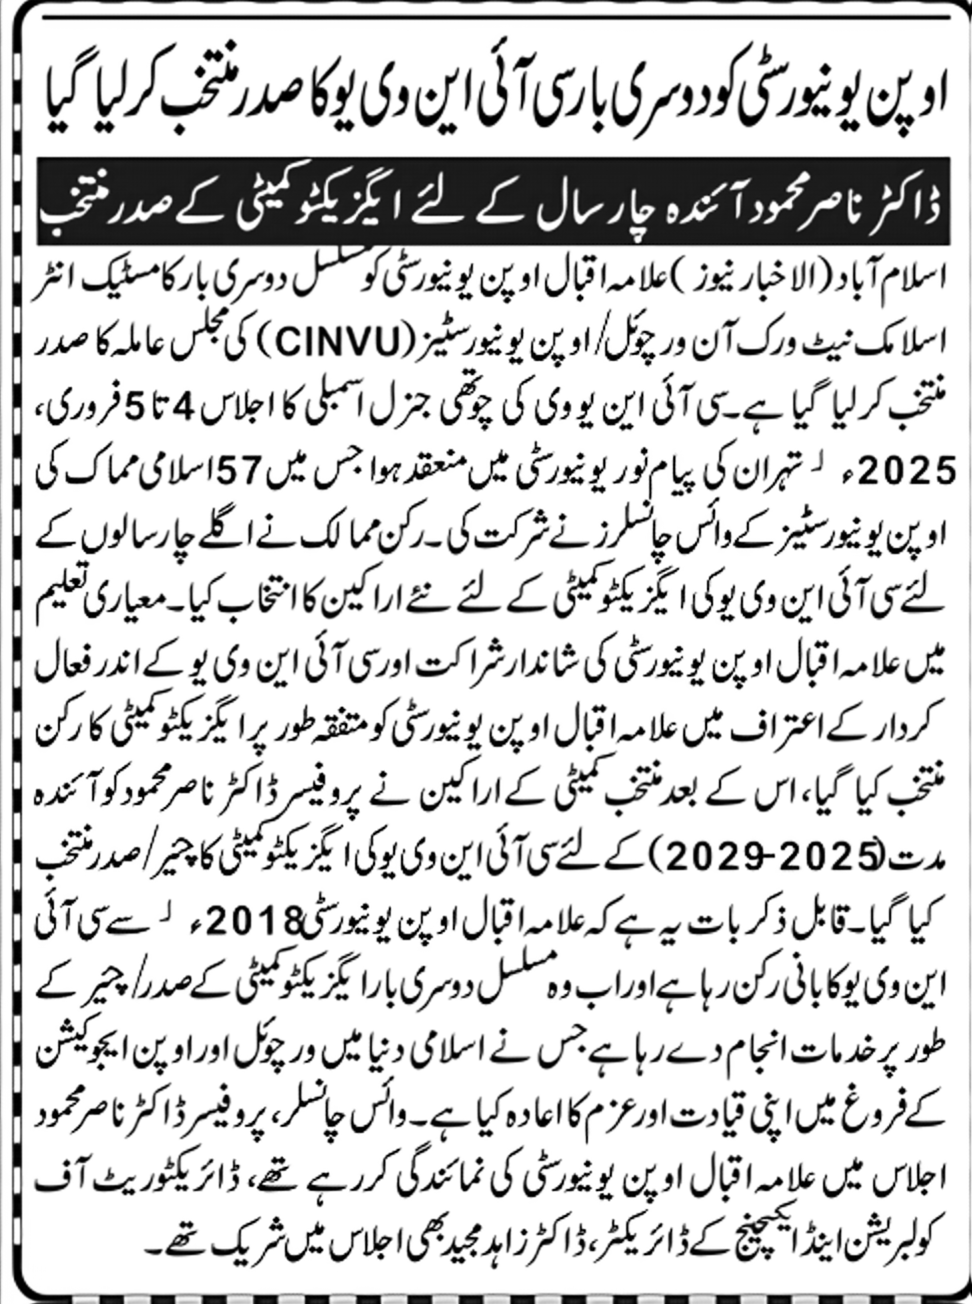 اوپن یونیورسٹی کو دوسری بار سی آئی این وی یو کا صدر منتخب کر لیا گیا
ڈاکٹر ناصر محمود آئندہ چار سال کے لئے ایگزیکٹو کمیٹی کے صدر منتخب
اسلام آباد (الاخبار نیوز) علامہ اقبال اوپن یونیورسٹی کو مسلسل دوسری بار کامسٹیک انٹر
اسلامک نیٹ ورک آن ورچوئل/اوپن یونیورسٹیز (CINVU) کی مجلس عاملہ کا صدر
منتخب کر لیا گیا ہے۔ سی آئی این یو وی کی چوتھی جنرل اسمبلی کا اجلاس 4 تا 5 فروری،
2025ء لـ تہران کی پیام نور یونیورسٹی میں منعقد ہوا جس میں 57 اسلامی مماک کی
اوپن یونیورسٹیز کے وائس چانسلرز نے شرکت کی۔ رکن ممالک نے اگلے چار سالوں کے
لئے سی آئی این وی یو کی ایگزیکٹو کمیٹی کے لئے نئے اراکین کا انتخاب کیا۔ معیاری تعلیم
میں علامہ اقبال اوپن یونیورسٹی کی شاندار شراکت اور سی آئی این وی یو کے اندر فعال
کردار کے اعتراف میں علامہ اقبال اوپن یونیورسٹی کو متفقہ طور پر ایگزیکٹو کمیٹی کا رکن
منتخب کیا گیا، اس کے بعد منتخب کمیٹی کے اراکین نے پروفیسر ڈاکٹر ناصر محمود کو آئندہ
مدت (2025-2029) کے لئے سی آئی این وی یو کی ایگزیکٹو کمیٹی کا چیئر/صدر منتخب
کیا گیا۔ قابل ذکر بات یہ ہے کہ علامہ اقبال اوپن یونیورسٹی 2018ء لـ سے سی آئی
این وی یو کا بانی رکن رہا ہے اور اب وہ مسلسل دوسری بار ایگزیکٹو کمیٹی کے صدر/چیئر کے
طور پر خدمات انجام دے رہا ہے جس نے اسلامی دنیا میں ورچوئل اور اوپن ایجوکیشن
کے فروغ میں اپنی قیادت اور عزم کا اعادہ کیا ہے۔ وائس چانسلر، پروفیسر ڈاکٹر ناصر محمود
اجلاس میں علامہ اقبال اوپن یونیورسٹی کی نمائندگی کر رہے تھے، ڈائریکٹوریٹ آف
کولبریشن اینڈ ایکسچینج کے ڈائریکٹر، ڈاکٹر زاہد مجید بھی اجلاس میں شریک تھے۔